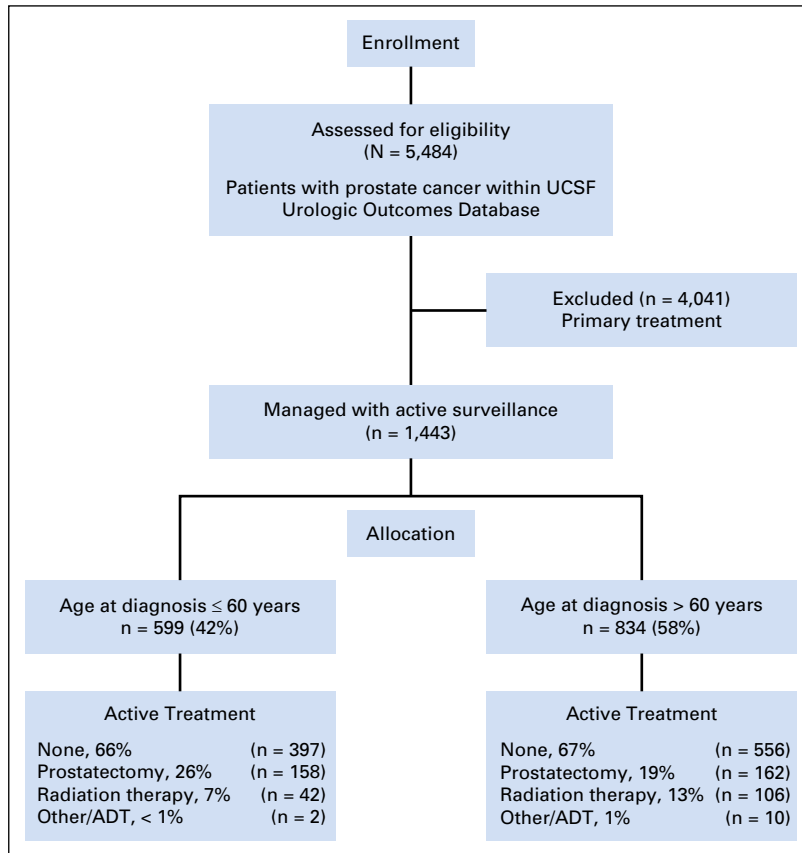 Enrollment
Assessed for eligibility
(N = 5,484)
Patients with prostate cancer within UCSF
Urologic Outcomes Database
Excluded (n = 4,041)
Primary treatment
Managed with active surveillance
(n = 1,443)
Allocation
Age at diagnosis ≤ 60 years
n = 599 (42%)
Age at diagnosis > 60 years
n = 834 (58%)
Active Treatment
None, 66% (n = 397)
Prostatectomy, 26% (n = 158)
Radiation therapy, 7% (n = 42)
Other/ADT, < 1% (n = 2)
Active Treatment
None, 67% (n = 556)
Prostatectomy, 19% (n = 162)
Radiation therapy, 13% (n = 106)
Other/ADT, 1% (n = 10)